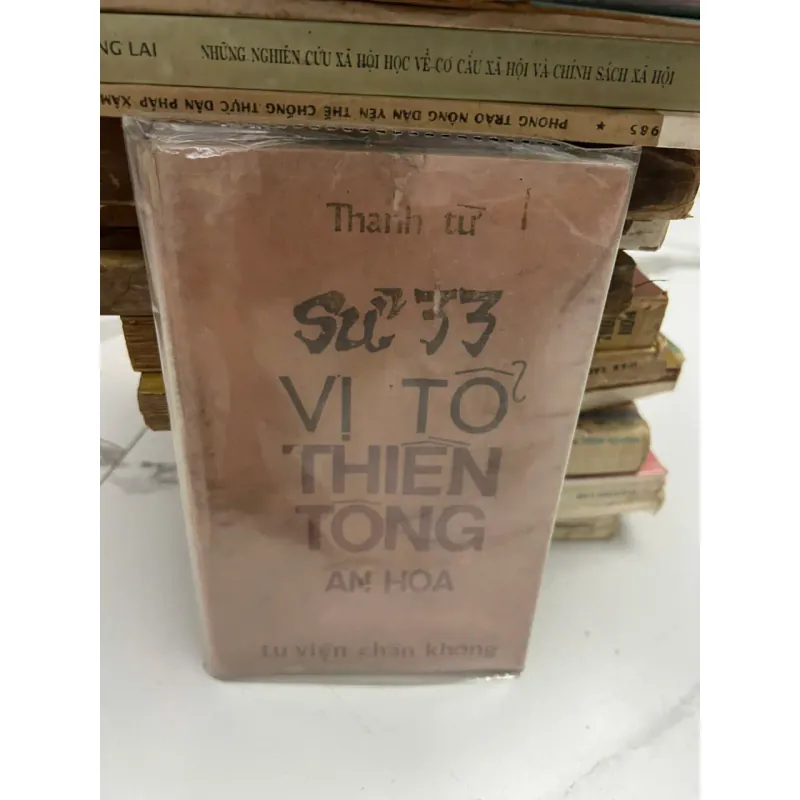 NG LAI NHỮNG NGHIÊN CỨU XÃ HỘI HỌC VỀ CƠ CẤU XÃ HỘI VÀ CHÍNH SÁCH XÃ HỘI
PHONG TRÀO NÔNG DÂN YÊN THẾ CHỐNG THỰC DÂN PHÁP XÂM
985 ★
Thanh từ
sử 33
VỊ TỔ
THIỀN
TÔNG
ẤN HOA
tu viện chân không